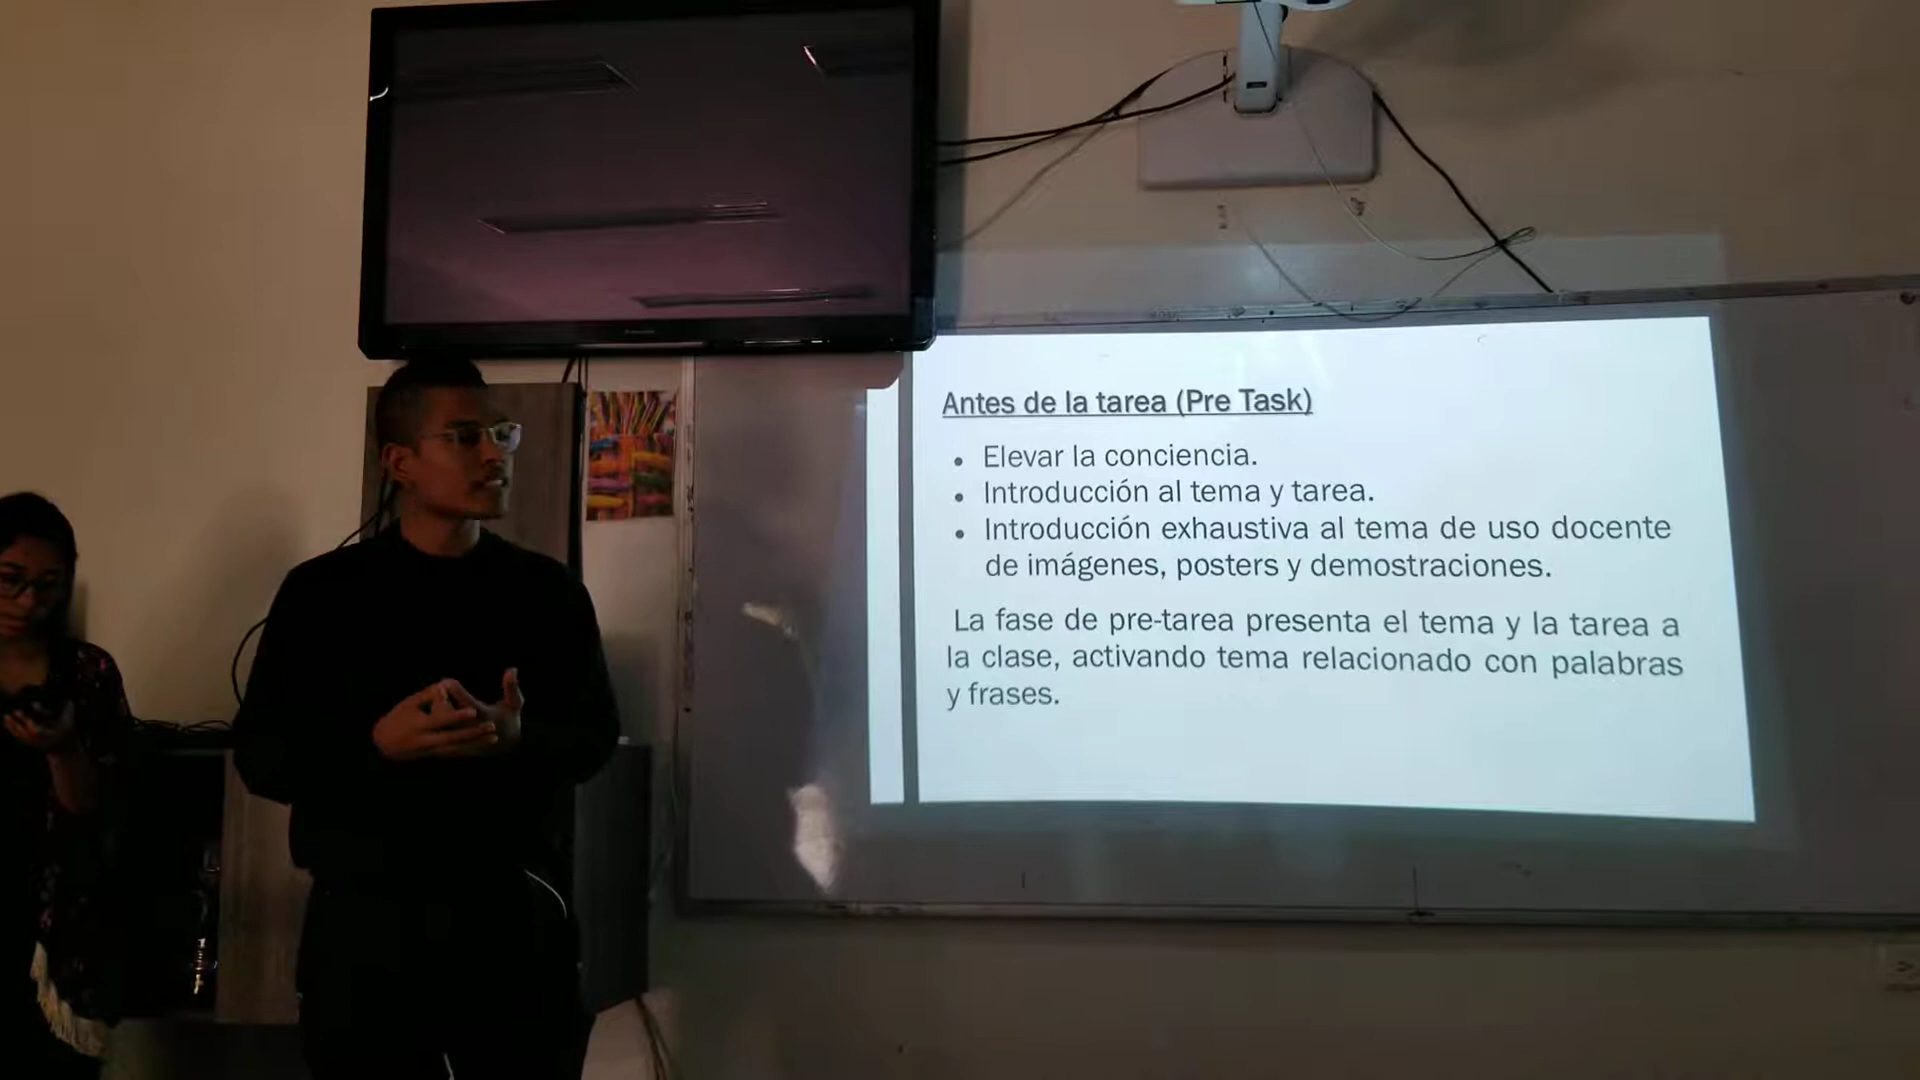 Antes de la tarea (Pre Task)
• Elevar la conciencia.
• Introducción al tema y tarea.
• Introducción exhaustiva al tema de uso docente
de imágenes, posters y demostraciones.
La fase de pre-tarea presenta el tema y la tarea a
la clase, activando tema relacionado con palabras
y frases.